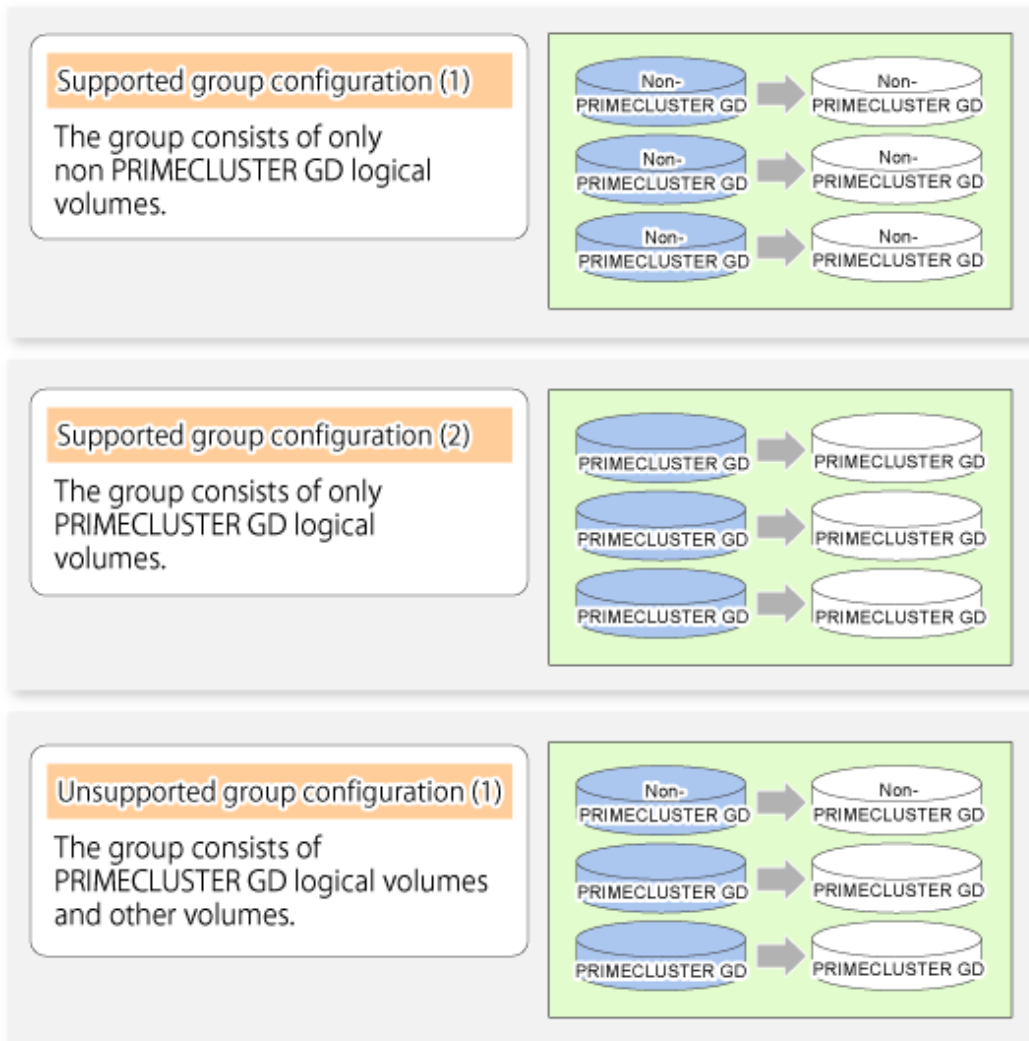 Supported group configuration (1)
The group consists of only
non PRIMECLUSTER GD logical
volumes.
Non-
PRIMECLUSTER GD
Non-
PRIMECLUSTER GD
Non-
PRIMECLUSTER GD
Non-
PRIMECLUSTER GD
Non-
PRIMECLUSTER GD
Non-
PRIMECLUSTER GD
Supported group configuration (2)
The group consists of only
PRIMECLUSTER GD logical
volumes.
PRIMECLUSTER GD
PRIMECLUSTER GD
PRIMECLUSTER GD
PRIMECLUSTER GD
PRIMECLUSTER GD
PRIMECLUSTER GD
Unsupported group configuration (1)
The group consists of
PRIMECLUSTER GD logical volumes
and other volumes.
Non-
PRIMECLUSTER GD
Non-
PRIMECLUSTER GD
PRIMECLUSTER GD
PRIMECLUSTER GD
PRIMECLUSTER GD
PRIMECLUSTER GD